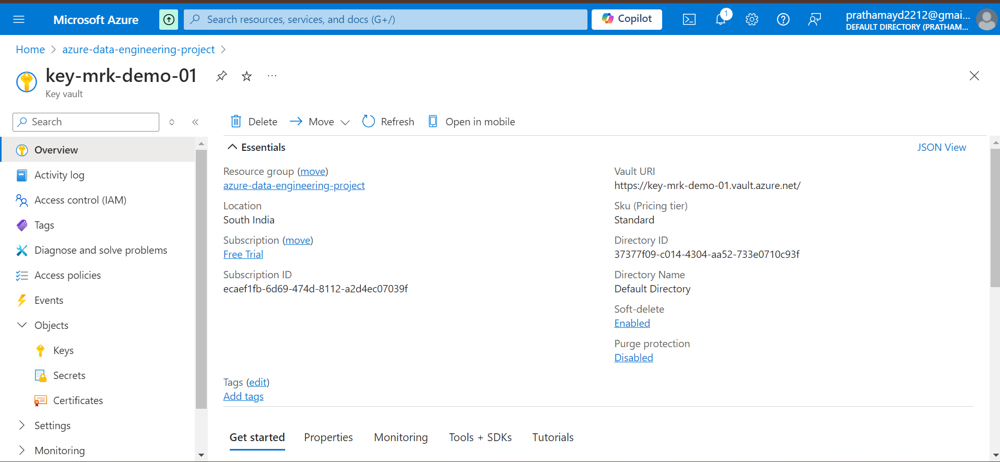 Microsoft Azure
Search resources, services, and docs (G+/)
Copilot
1
prathamayd2212@gmai...
DEFAULT DIRECTORY (PRATHAM...
Home > azure-data-engineering-project >
key-mrk-demo-01
Key vault
Search
Delete
Move
Refresh
Open in mobile
Overview
Activity log
Access control (IAM)
Tags
Diagnose and solve problems
Access policies
Events
Objects
Keys
Secrets
Certificates
Settings
Monitoring
Essentials
JSON View
Resource group (move)
azure-data-engineering-project
Location
South India
Subscription (move)
Free Trial
Subscription ID
ecaef1fb-6d69-474d-8112-a2d4ec07039f
Vault URI
https://key-mrk-demo-01.vault.azure.net/
Sku (Pricing tier)
Standard
Directory ID
37377f09-c014-4304-aa52-733e0710c93f
Directory Name
Default Directory
Soft-delete
Enabled
Purge protection
Disabled
Tags (edit)
Add tags
Get started
Properties
Monitoring
Tools + SDKs
Tutorials